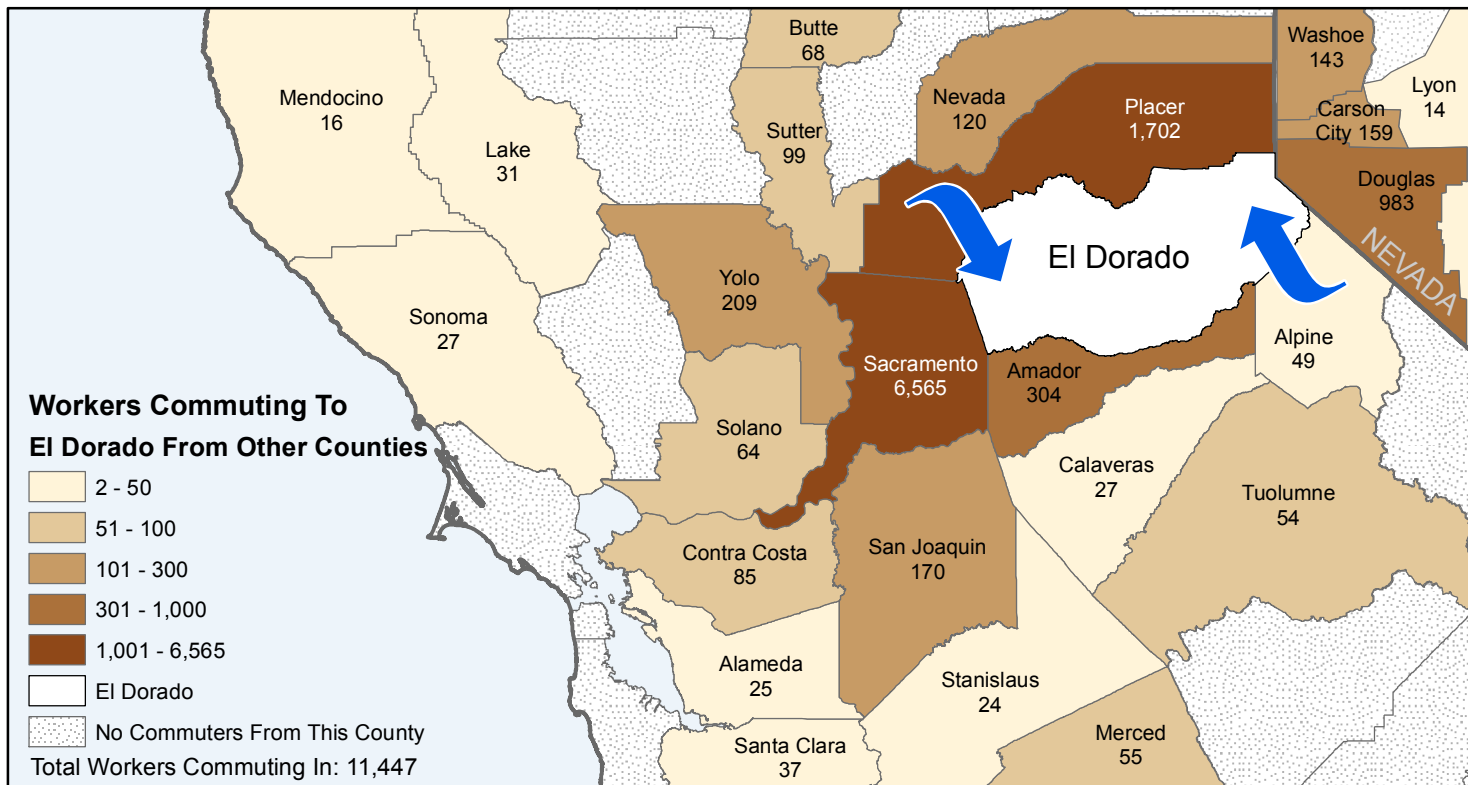 Butte
68
Washoe
143
Mendocino
16
Nevada
120
Placer
1,702
Lyon
14
Carson
City 159
Sutter
99
Lake
31
Douglas
983
El Dorado
NEVADA
Yolo
209
Sonoma
27
Alpine
49
Sacramento
6,565
Amador
304
Solano
64
Calaveras
27
Tuolumne
54
Contra Costa
85
San Joaquin
170
Alameda
25
Stanislaus
24
Santa Clara
37
Merced
55
Workers Commuting To
El Dorado From Other Counties
2 - 50
51 - 100
101 - 300
301 - 1,000
1,001 - 6,565
El Dorado
No Commuters From This County
Total Workers Commuting In: 11,447